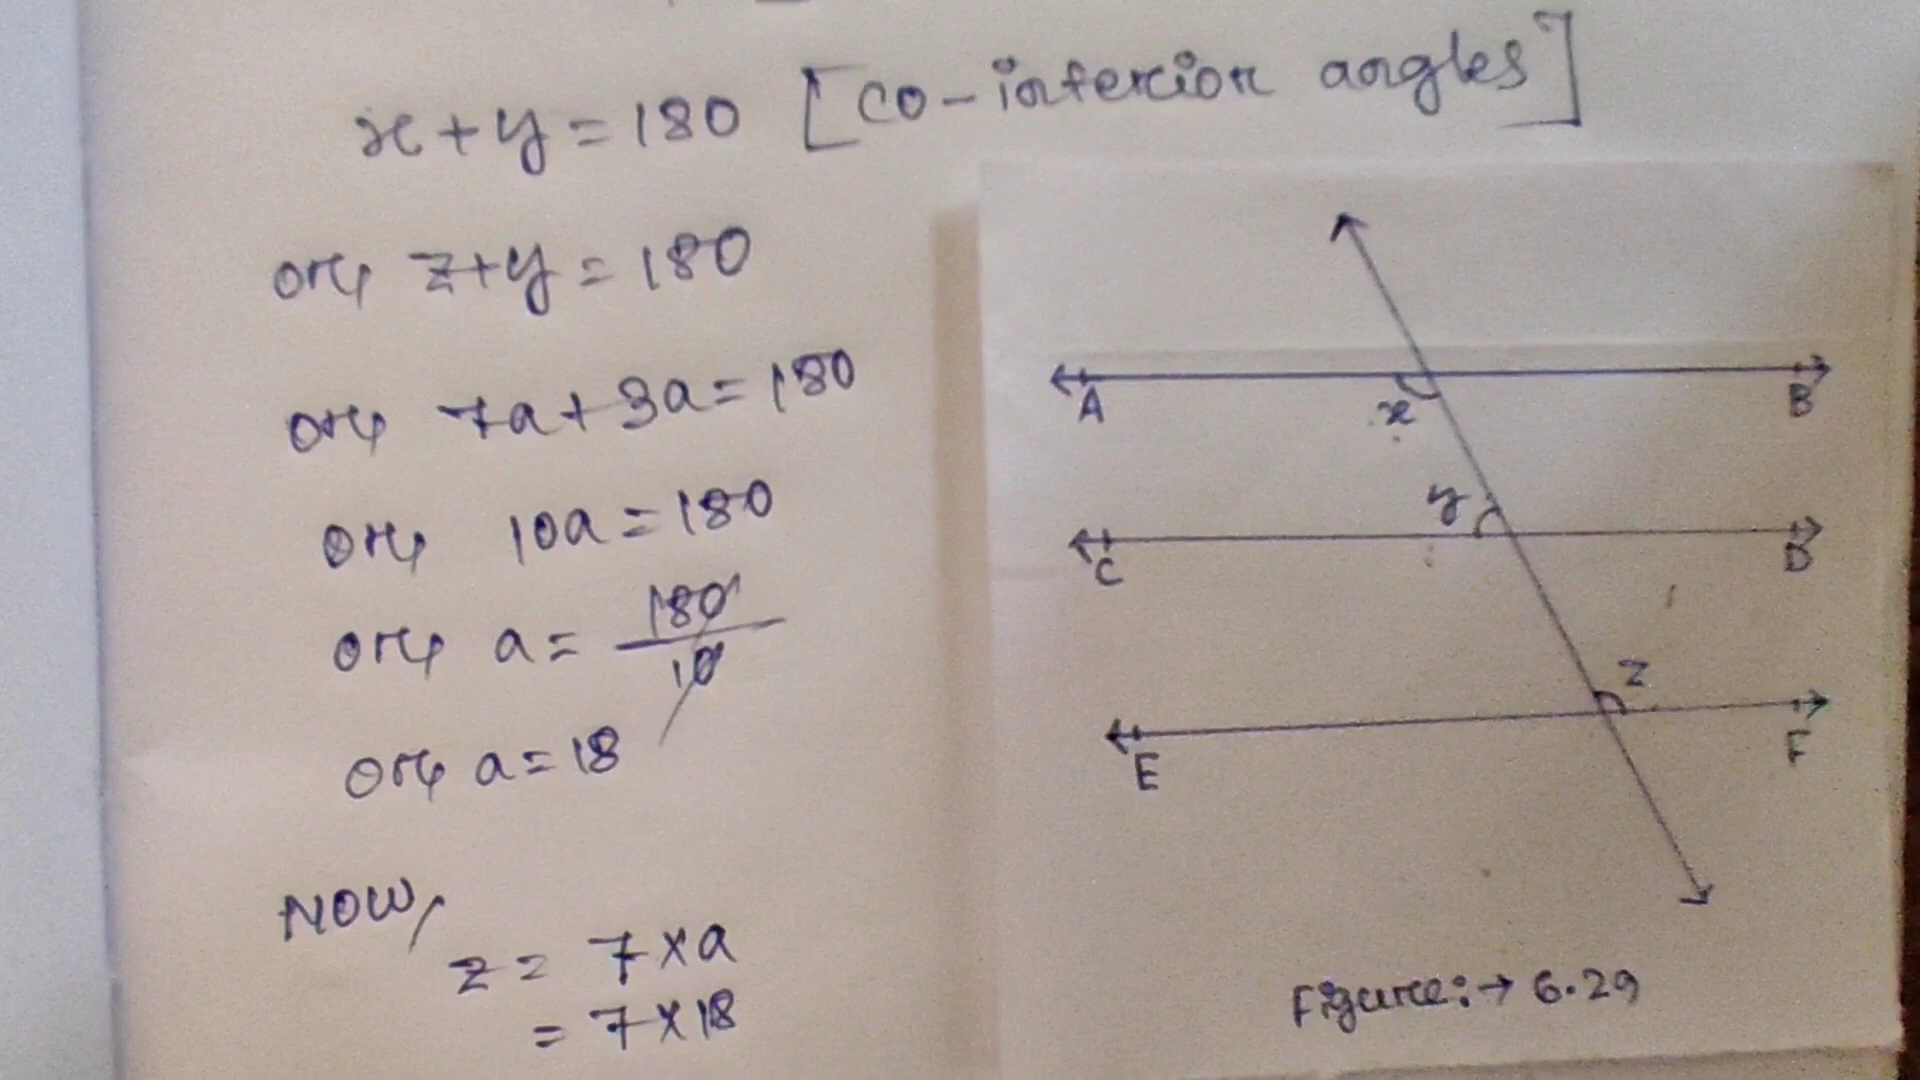 x+y=180 [co-interior angles]
or, z+y=180
or, 7a+3a=180
or, 10a=180
or, a= 180/10
or, a=18
Now,
z= 7×a
= 7×18
A
x
B
y
C
D
z
E
F
Figure:→ 6.29